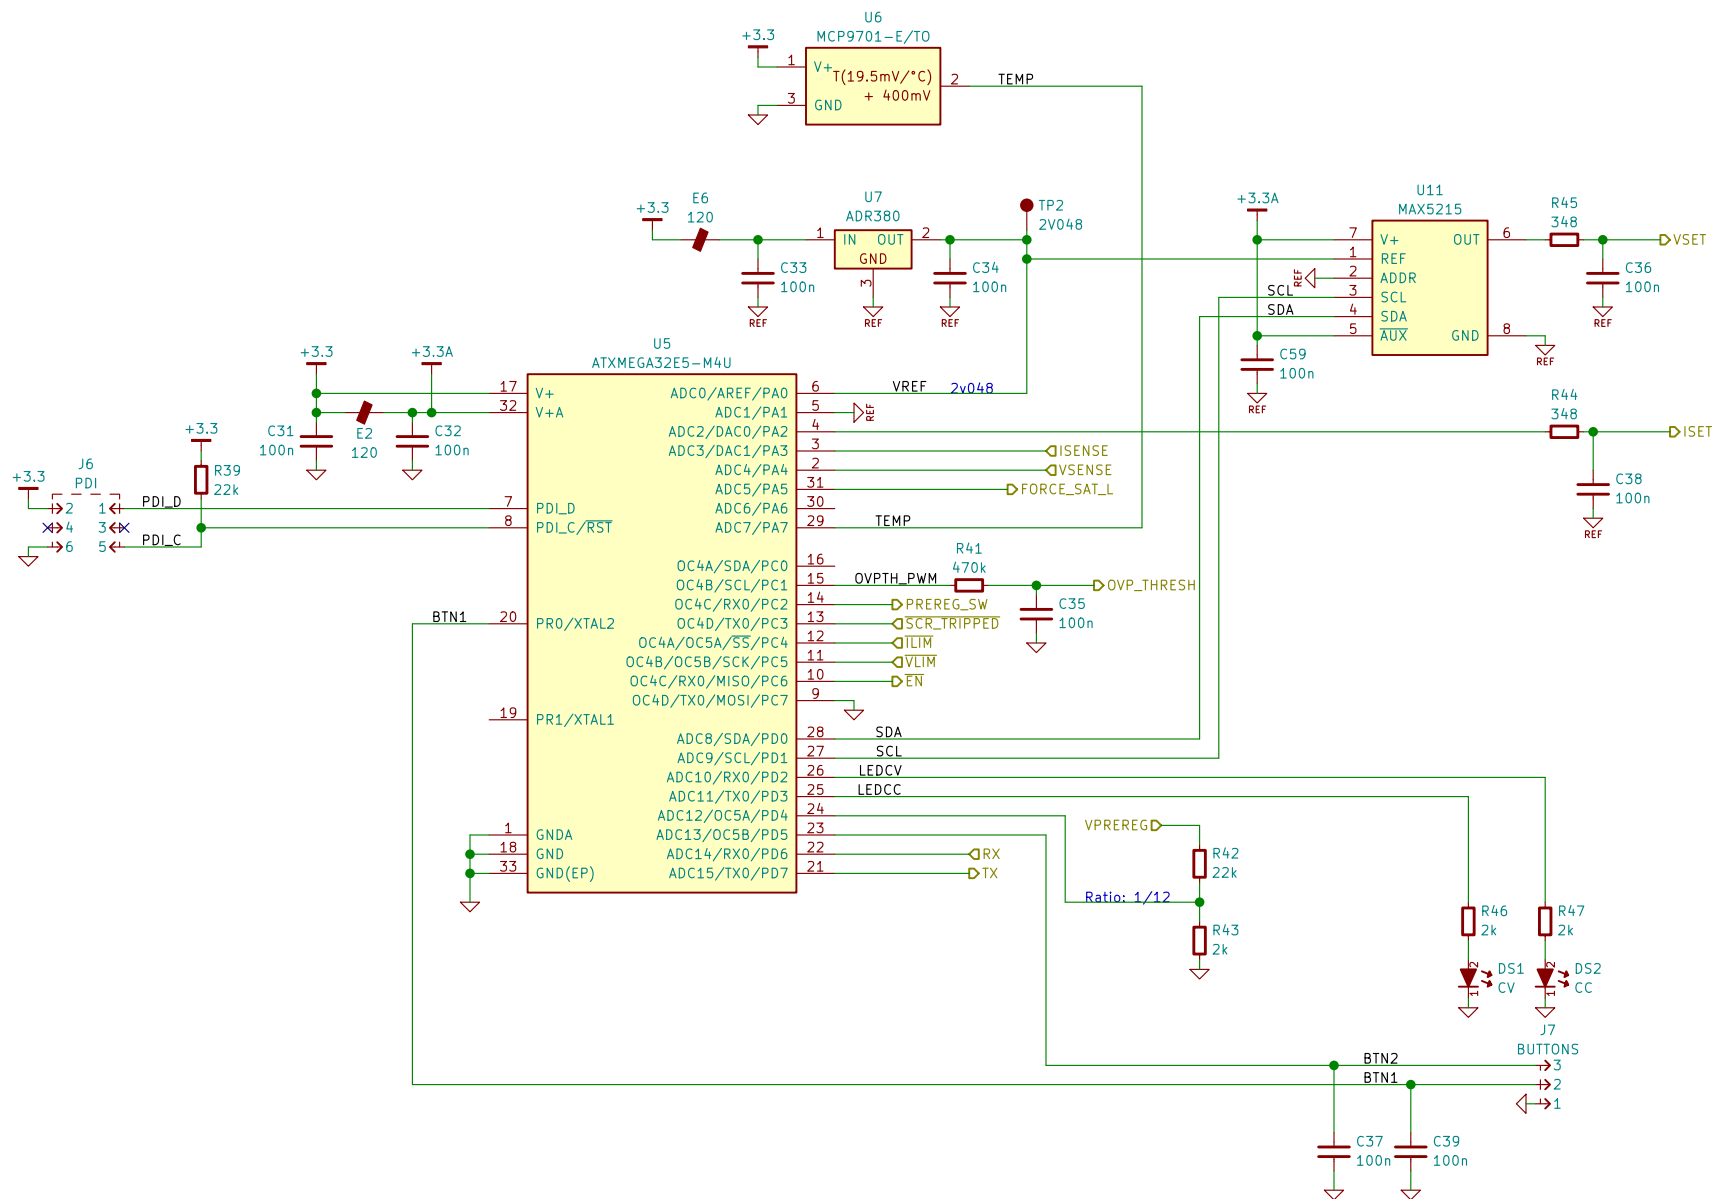 U6
MCP9701-E/TO
+3.3
1
V+
T(19.5mV/°C)
+ 400mV
2
TEMP
3
GND
+3.3
E6
120
U7
ADR380
1
IN
OUT
2
GND
3
TP2
2V048
C33
100n
REF
REF
C34
100n
REF
+3.3A
U11
MAX5215
7
V+
OUT
6
1
REF
REF
2
ADDR
SCL
3
SCL
SDA
4
SDA
5
AUX
GND
8
REF
C59
100n
REF
R45
348
VSET
C36
100n
REF
R44
348
ISET
C38
100n
REF
+3.3
+3.3A
C31
100n
E2
120
C32
100n
+3.3
R39
22k
J6
PDI
+3.3
2
1
4
3
6
5
PDI_D
PDI_C
U5
ATXMEGA32E5-M4U
17
V+
32
V+A
7
PDI_D
8
PDI_C/RST
BTN1
20
PR0/XTAL2
19
PR1/XTAL1
1
GNDA
18
GND
33
GND(EP)
ADC0/AREF/PA0
6
VREF
2v048
ADC1/PA1
5
REF
ADC2/DAC0/PA2
4
ADC3/DAC1/PA3
3
ISENSE
ADC4/PA4
2
VSENSE
ADC5/PA5
31
FORCE_SAT_L
ADC6/PA6
30
ADC7/PA7
29
TEMP
OC4A/SDA/PC0
16
OC4B/SCL/PC1
15
OVPTH_PWM
R41
470k
OVP_THRESH
C35
100n
OC4C/RX0/PC2
14
PREREG_SW
OC4D/TX0/PC3
13
SCR_TRIPPED
OC4A/OC5A/SS/PC4
12
ILIM
OC4B/OC5B/SCK/PC5
11
VLIM
OC4C/RX0/MISO/PC6
10
EN
OC4D/TX0/MOSI/PC7
9
ADC8/SDA/PD0
28
SDA
ADC9/SCL/PD1
27
SCL
ADC10/RX0/PD2
26
LEDCV
ADC11/TX0/PD3
25
LEDCC
ADC12/OC5A/PD4
24
ADC13/OC5B/PD5
23
ADC14/RX0/PD6
22
RX
ADC15/TX0/PD7
21
TX
VPREREG
R42
22k
Ratio: 1/12
R43
2k
R46
2k
R47
2k
2
DS1
CV
1
2
DS2
CC
1
J7
BUTTONS
BTN2
3
BTN1
2
1
C37
100n
C39
100n